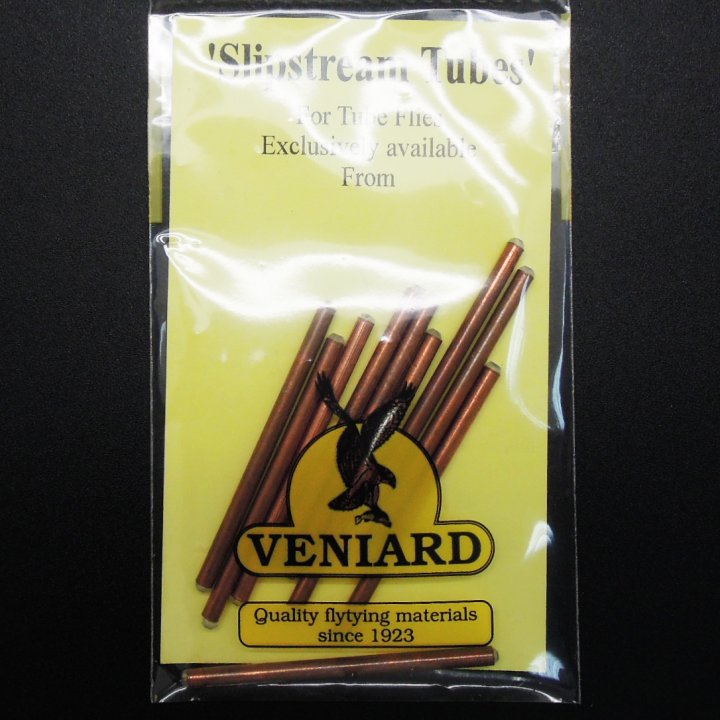 'Slipstream Tubes'
For Tube Flies
Exclusively available
From
VENIARD
Quality flytying materials
since 1923